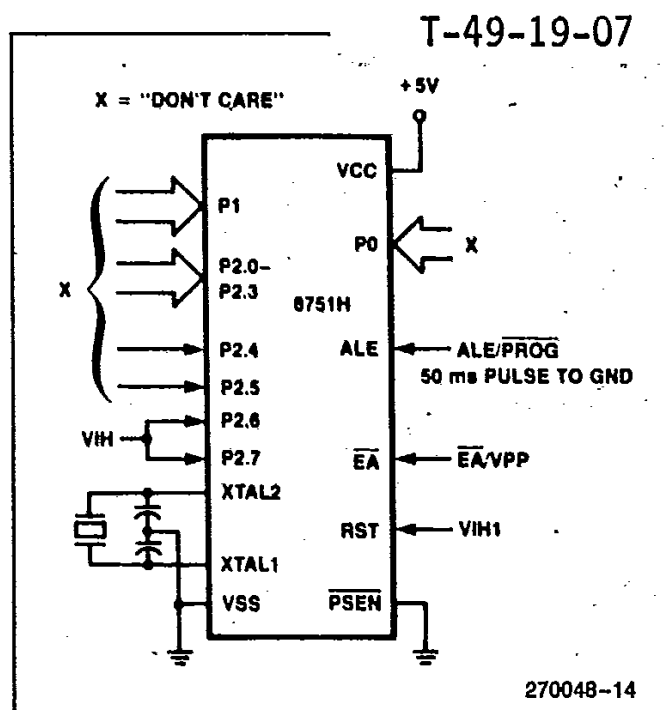 T-49-19-07
X = "DON'T CARE"
+5V
VCC
P1
P0
X
P2.0–
P2.3
X
8751H
P2.4
ALE
ALE/PROG
50 ms PULSE TO GND
P2.5
P2.6
VIH
P2.7
EA
EA/VPP
XTAL2
RST
VIH1
XTAL1
VSS
PSEN
270048–14